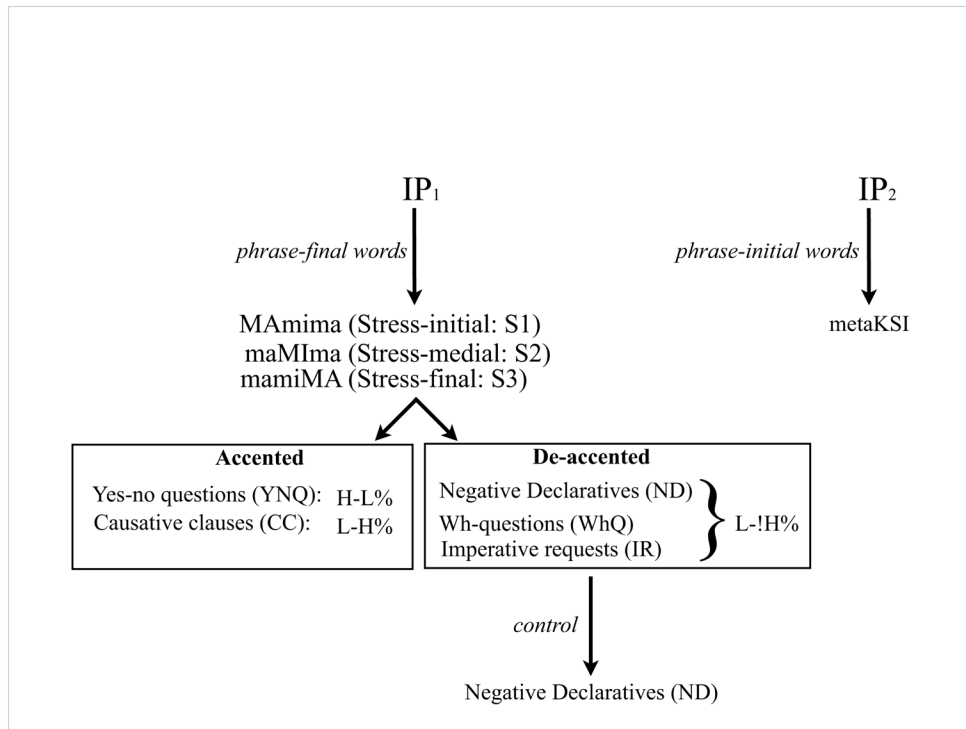 IP₁ IP₂
phrase-final words phrase-initial words
MAmima (Stress-initial: S1) metaKSI
maMIma (Stress-medial: S2)
mamiMA (Stress-final: S3)
Accented
Yes-no questions (YNQ): H-L%
Causative clauses (CC): L-H%
De-accented
Negative Declaratives (ND)
Wh-questions (WhQ) L-!H%
Imperative requests (IR)
control
Negative Declaratives (ND)